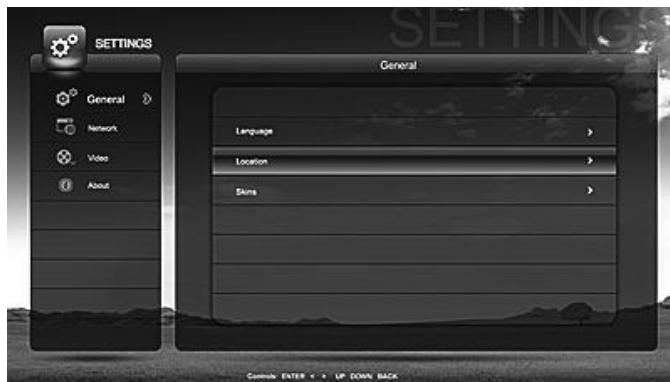 SETTINGS
SETTINGS
General
General
Network
Video
About
Language
Location
Skins
Controls: ENTER < > UP DOWN BACK